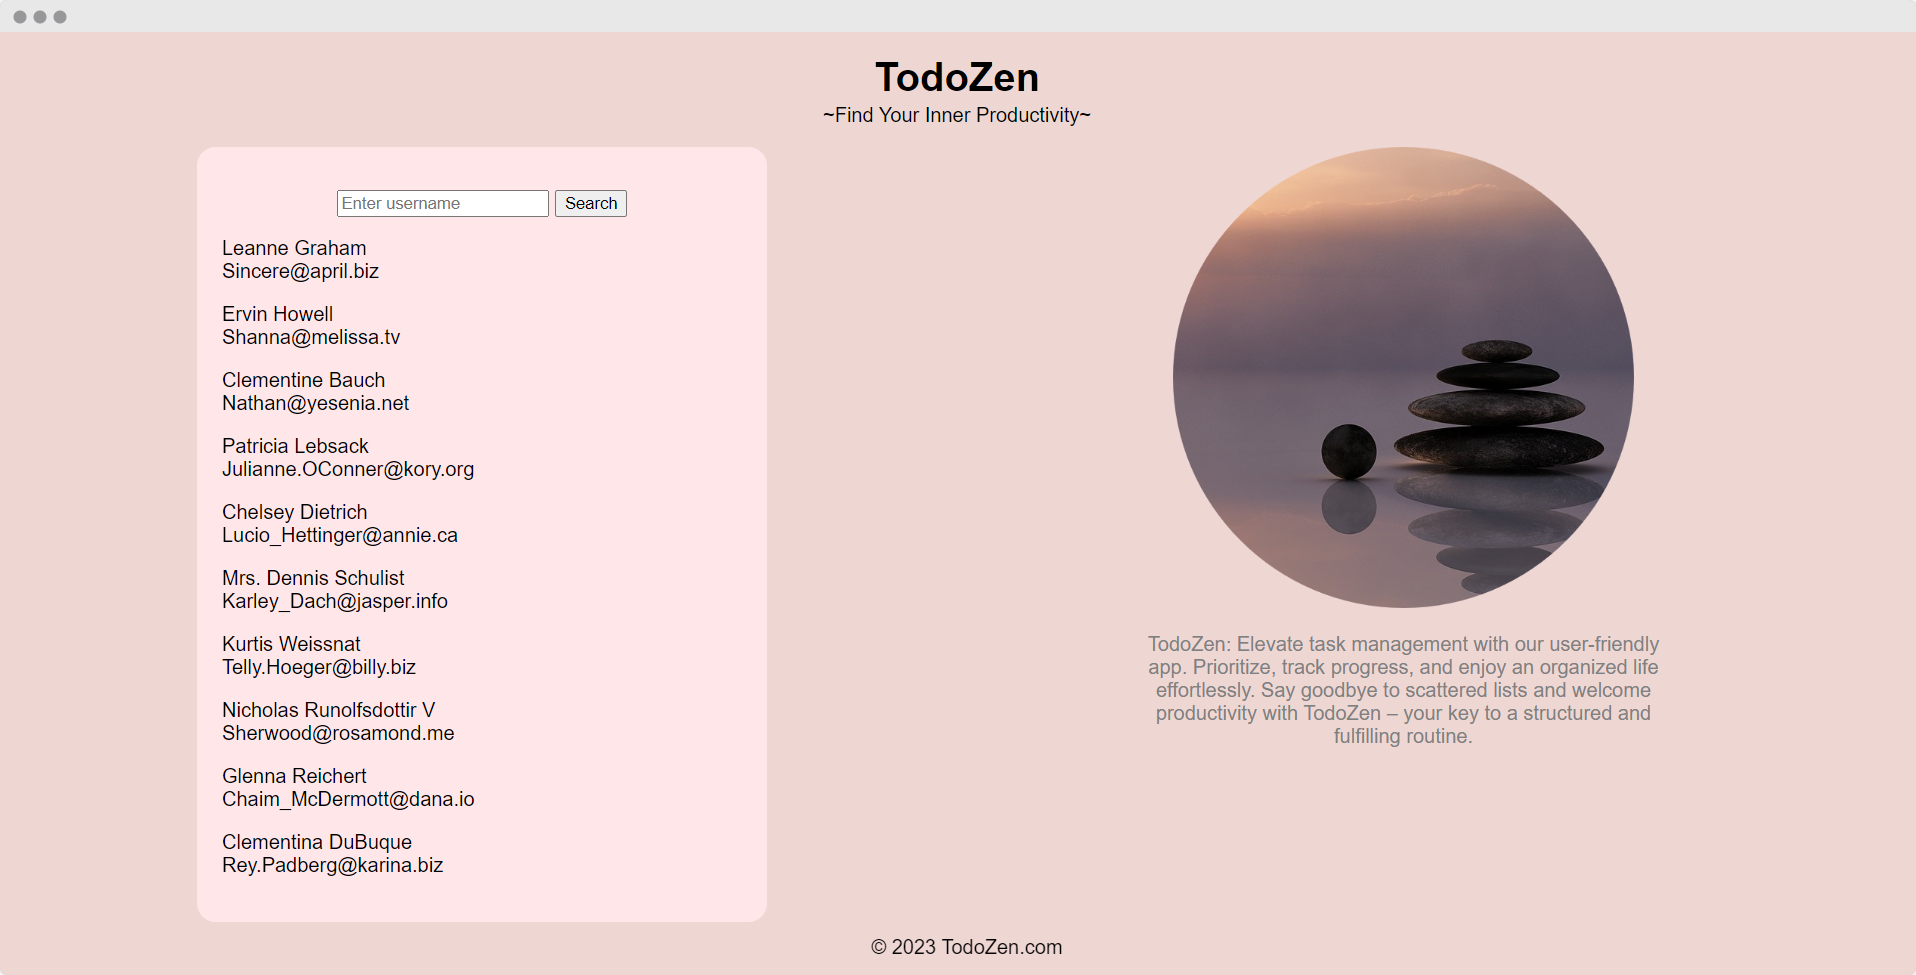 TodoZen
~Find Your Inner Productivity~
Enter username
Search
Leanne Graham
Sincere@april.biz
Ervin Howell
Shanna@melissa.tv
Clementine Bauch
Nathan@yesenia.net
Patricia Lebsack
Julianne.OConner@kory.org
Chelsey Dietrich
Lucio_Hettinger@annie.ca
Mrs. Dennis Schulist
Karley_Dach@jasper.info
Kurtis Weissnat
Telly.Hoeger@billy.biz
Nicholas Runolfsdottir V
Sherwood@rosamond.me
Glenna Reichert
Chaim_McDermott@dana.io
Clementina DuBuque
Rey.Padberg@karina.biz
TodoZen: Elevate task management with our user-friendly
app. Prioritize, track progress, and enjoy an organized life
effortlessly. Say goodbye to scattered lists and welcome
productivity with TodoZen – your key to a structured and
fulfilling routine.
© 2023 TodoZen.com